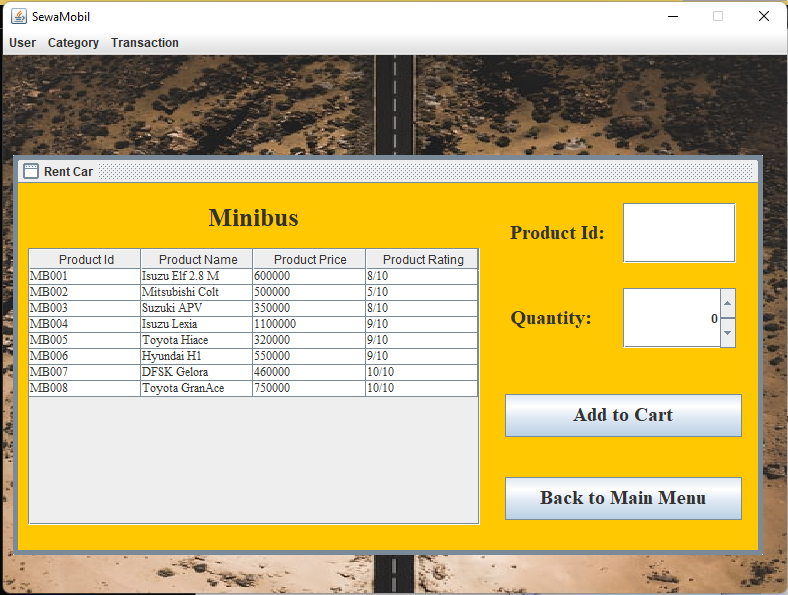 SewaMobil
User Category Transaction
Rent Car
Minibus
Product Id Product Name Product Price Product Rating
MB001 Isuzu Elf 2.8 M 600000 8/10
MB002 Mitsubishi Colt 500000 5/10
MB003 Suzuki APV 350000 8/10
MB004 Isuzu Lexia 1100000 9/10
MB005 Toyota Hiace 320000 9/10
MB006 Hyundai H1 550000 9/10
MB007 DFSK Gelora 460000 10/10
MB008 Toyota GranAce 750000 10/10
Product Id:
Quantity: 0
Add to Cart
Back to Main Menu